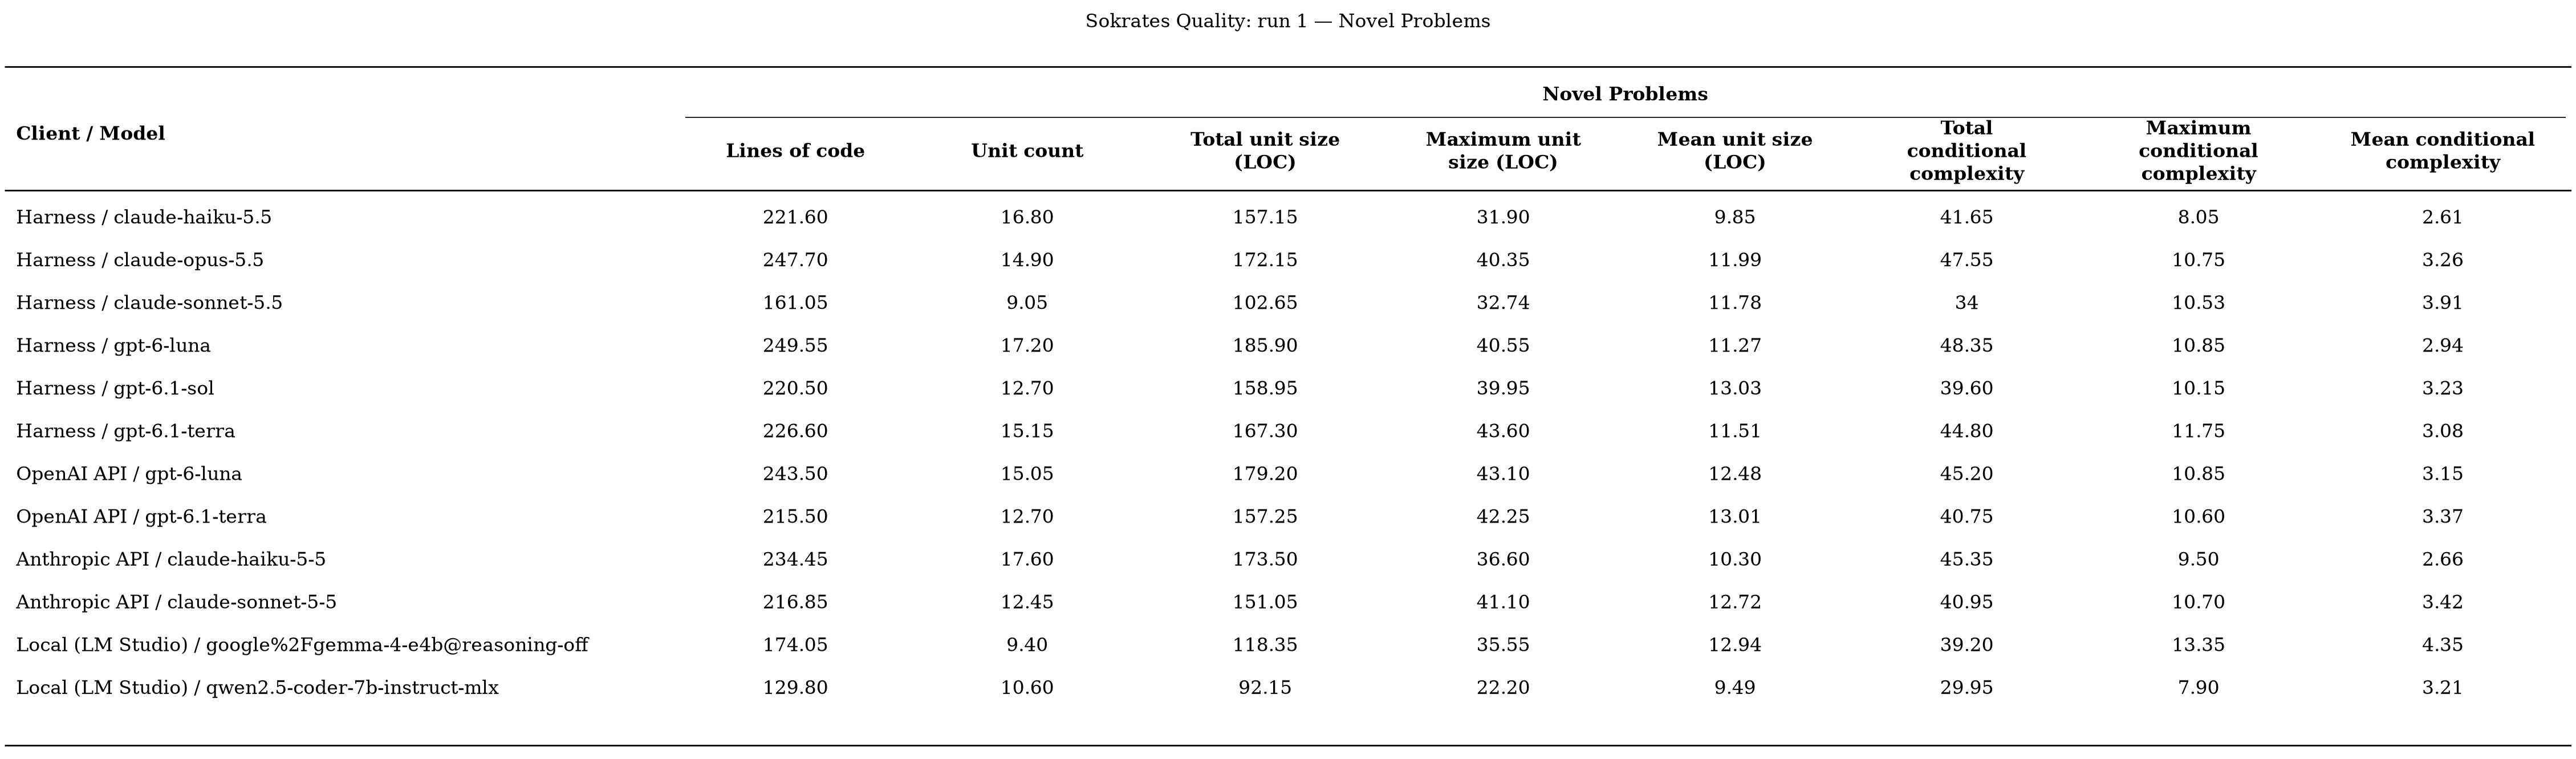 Sokrates Quality: run 1 — Novel Problems
Novel Problems
Client / Model
Lines of code
Unit count
Total unit size (LOC)
Maximum unit size (LOC)
Mean unit size (LOC)
Total conditional complexity
Maximum conditional complexity
Mean conditional complexity
Harness / claude-haiku-5.5 221.60 16.80 157.15 31.90 9.85 41.65 8.05 2.61
Harness / claude-opus-5.5 247.70 14.90 172.15 40.35 11.99 47.55 10.75 3.26
Harness / claude-sonnet-5.5 161.05 9.05 102.65 32.74 11.78 34 10.53 3.91
Harness / gpt-6-luna 249.55 17.20 185.90 40.55 11.27 48.35 10.85 2.94
Harness / gpt-6.1-sol 220.50 12.70 158.95 39.95 13.03 39.60 10.15 3.23
Harness / gpt-6.1-terra 226.60 15.15 167.30 43.60 11.51 44.80 11.75 3.08
OpenAI API / gpt-6-luna 243.50 15.05 179.20 43.10 12.48 45.20 10.85 3.15
OpenAI API / gpt-6.1-terra 215.50 12.70 157.25 42.25 13.01 40.75 10.60 3.37
Anthropic API / claude-haiku-5-5 234.45 17.60 173.50 36.60 10.30 45.35 9.50 2.66
Anthropic API / claude-sonnet-5-5 216.85 12.45 151.05 41.10 12.72 40.95 10.70 3.42
Local (LM Studio) / google%2Fgemma-4-e4b@reasoning-off 174.05 9.40 118.35 35.55 12.94 39.20 13.35 4.35
Local (LM Studio) / qwen2.5-coder-7b-instruct-mlx 129.80 10.60 92.15 22.20 9.49 29.95 7.90 3.21